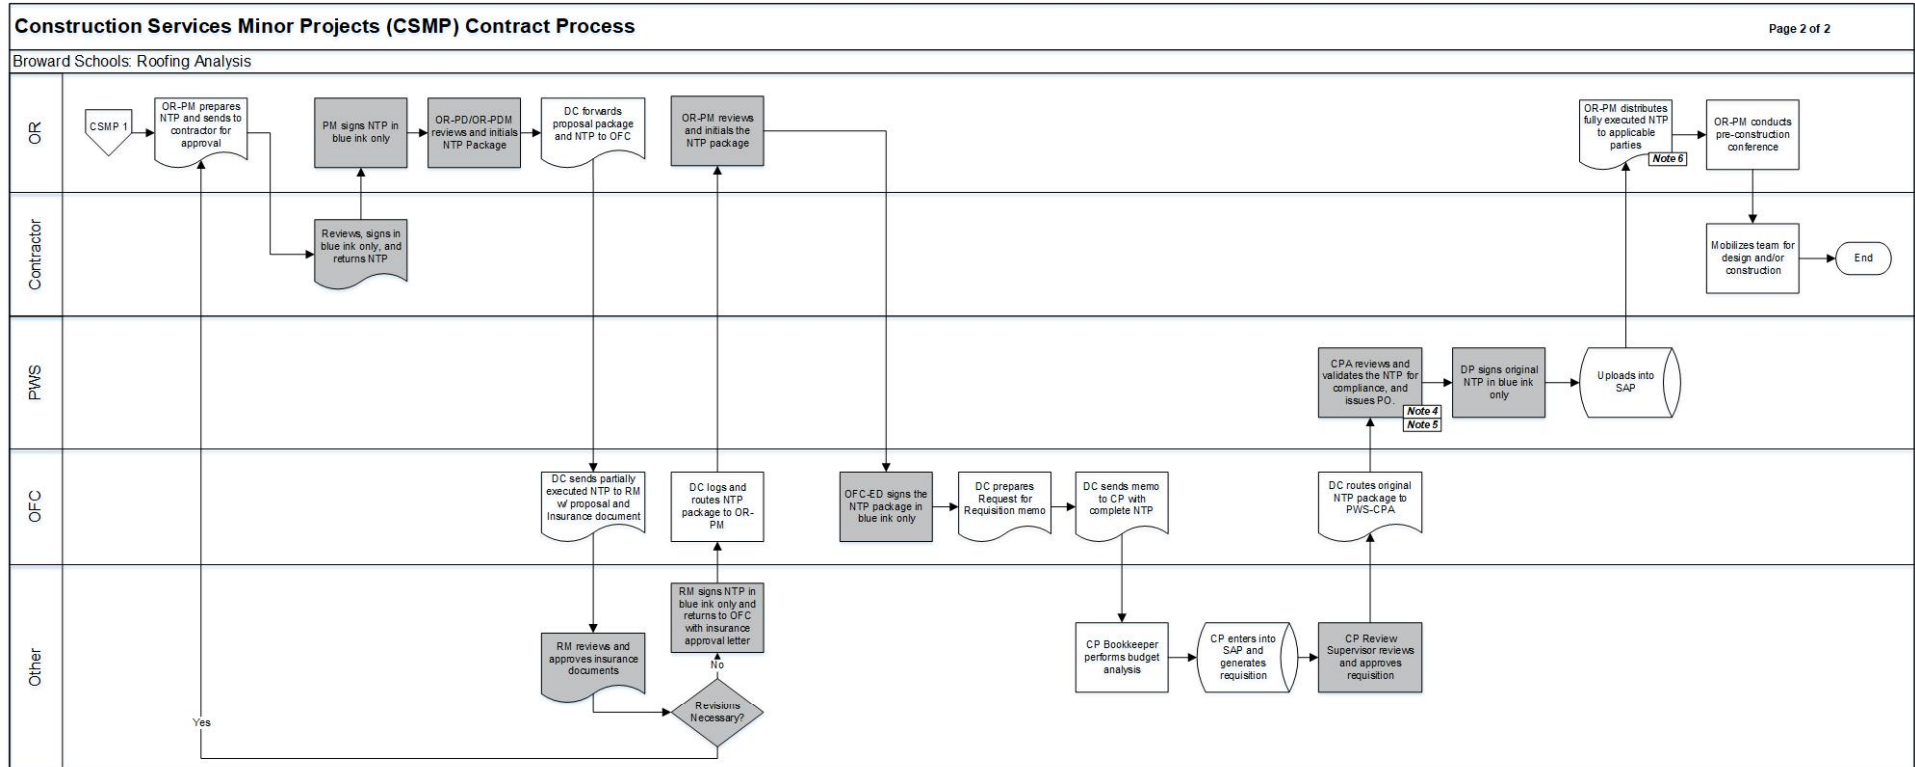 Construction Services Minor Projects (CSMP) Contract Process
Page 2 of 2
Broward Schools: Roofing Analysis
OR
CSMP 1
OR-PM prepares
NTP and sends to
contractor for
approval
PM signs NTP in
blue ink only
OR-PD/OR-PDM
reviews and initials
NTP Package
DC forwards
proposal package
and NTP to OFC
OR-PM reviews
and initials the
NTP package
OR-PM distributes
fully executed NTP
to applicable
parties
Note 6
OR-PM conducts
pre-construction
conference
Contractor
Reviews, signs in
blue ink only, and
returns NTP
Mobilizes team for
design and/or
construction
End
PWS
CPA reviews and
validates the NTP for
compliance, and
issues PO.
Note 4
Note 5
DP signs original
NTP in blue ink
only
Uploads into
SAP
OFC
DC sends partially
executed NTP to RM
w/ proposal and
Insurance document
DC logs and
routes NTP
package to OR-
PM
OFC-ED signs the
NTP package in
blue ink only
DC prepares
Request for
Requisition memo
DC sends memo
to CP with
complete NTP
DC routes original
NTP package to
PWS-CPA
Other
RM signs NTP in
blue ink only and
returns to OFC
with insurance
approval letter
RM reviews and
approves insurance
documents
No
Revisions
Necessary?
Yes
CP Bookkeeper
performs budget
analysis
CP enters into
SAP and
generates
requisition
CP Review
Supervisor reviews
and approves
requisition